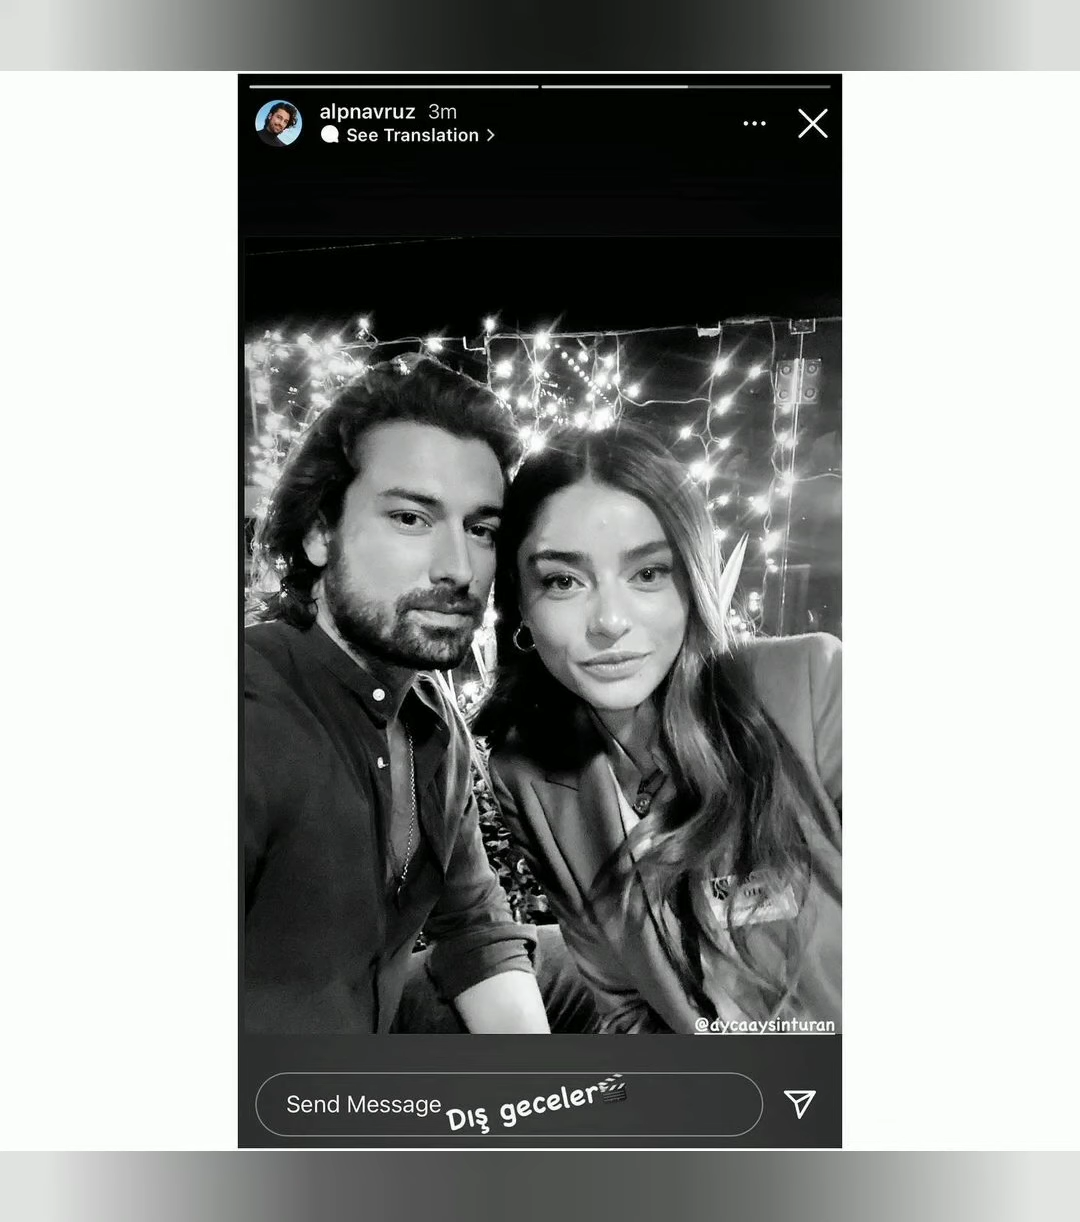 alpnavruz 3m
See Translation >
@aycaaysinturan
Send Message
Dış geceler🎬